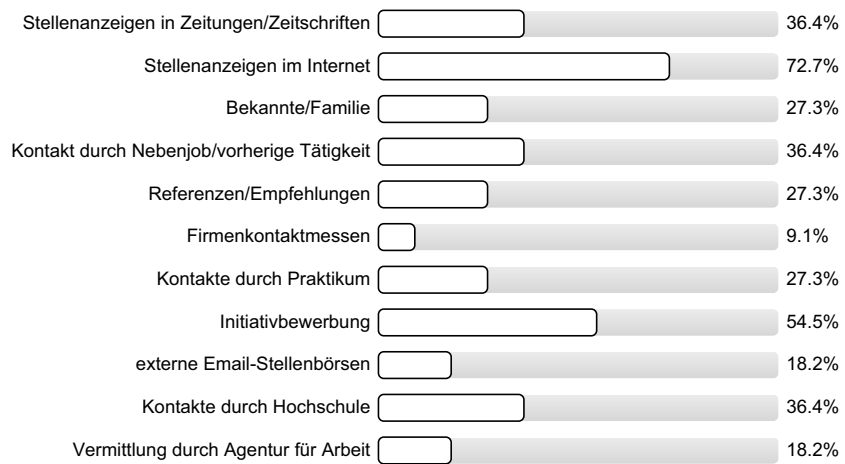 Stellenanzeigen in Zeitungen/Zeitschriften 36.4%
Stellenanzeigen im Internet 72.7%
Bekannte/Familie 27.3%
Kontakt durch Nebenjob/vorherige Tätigkeit 36.4%
Referenzen/Empfehlungen 27.3%
Firmenkontaktmessen 9.1%
Kontakte durch Praktikum 27.3%
Initiativbewerbung 54.5%
externe Email-Stellenbörsen 18.2%
Kontakte durch Hochschule 36.4%
Vermittlung durch Agentur für Arbeit 18.2%